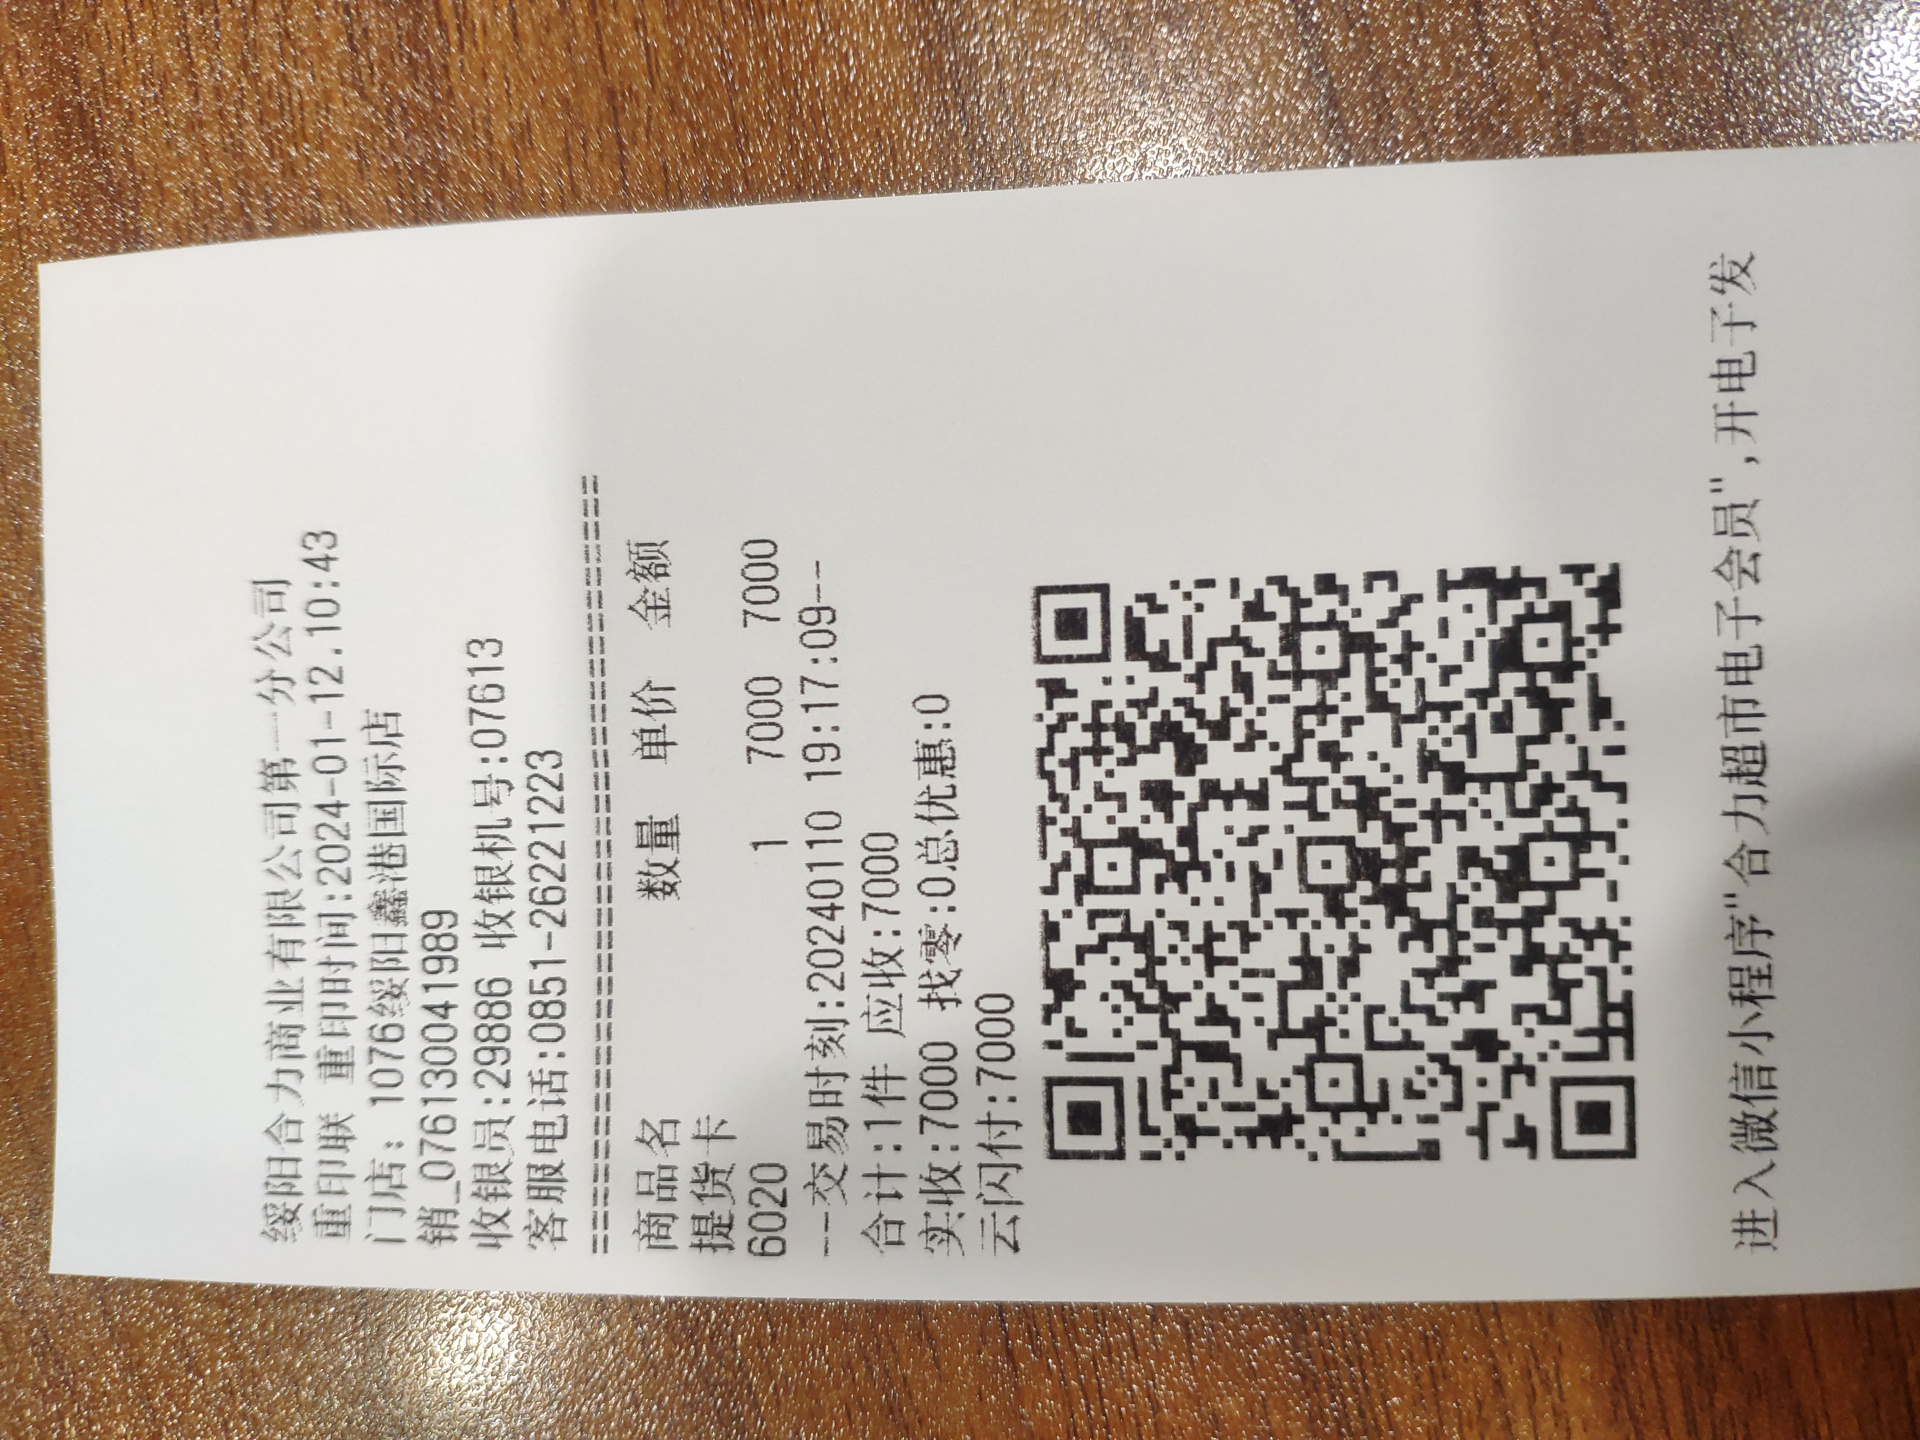 绥阳合力商业有限公司第一分公司
重印联 重印时间:2024-01-12.10:43
门店: 1076绥阳鑫港国际店
销_076130041989
收银员:29886 收银机号:07613
客服电话:0851-26221223
================================
商品名 数量 单价 金额
提货卡
6020 1 7000 7000
--交易时刻:20240110 19:17:09--
合计:1件 应收:7000
实收:7000 找零:0总优惠:0
云闪付:7000
进入微信小程序"合力超市电子会员",开电子发